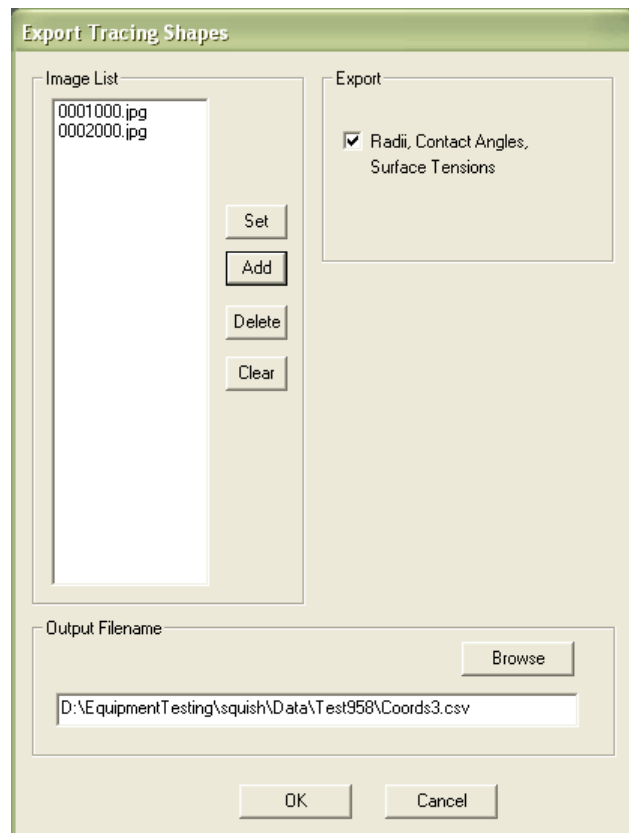 Export Tracing Shapes
Image List
0001000.jpg
0002000.jpg
Set
Add
Delete
Clear
Export
Radii, Contact Angles,
Surface Tensions
Output Filename
Browse
D:\EquipmentTesting\squish\Data\Test958\Coords3.csv
OK
Cancel